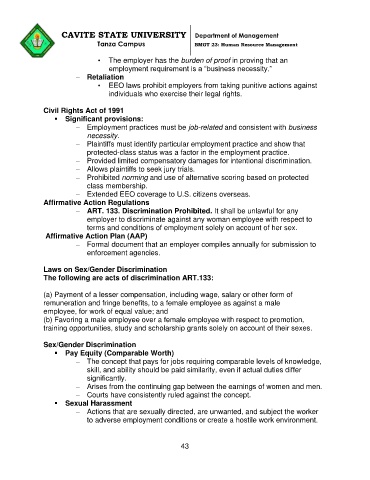 CAVITE STATE UNIVERSITY
Tanza Campus
Department of Management
BMGT 23: Human Resource Management
• The employer has the burden of proof in proving that an
employment requirement is a “business necessity.”
– Retaliation
• EEO laws prohibit employers from taking punitive actions against
individuals who exercise their legal rights.
Civil Rights Act of 1991
▪ Significant provisions:
– Employment practices must be job-related and consistent with business
necessity.
– Plaintiffs must identify particular employment practice and show that
protected-class status was a factor in the employment practice.
– Provided limited compensatory damages for intentional discrimination.
– Allows plaintiffs to seek jury trials.
– Prohibited norming and use of alternative scoring based on protected
class membership.
– Extended EEO coverage to U.S. citizens overseas.
Affirmative Action Regulations
– ART. 133. Discrimination Prohibited. It shall be unlawful for any
employer to discriminate against any woman employee with respect to
terms and conditions of employment solely on account of her sex.
Affirmative Action Plan (AAP)
– Formal document that an employer compiles annually for submission to
enforcement agencies.
Laws on Sex/Gender Discrimination
The following are acts of discrimination ART.133:
(a) Payment of a lesser compensation, including wage, salary or other form of
remuneration and fringe benefits, to a female employee as against a male
employee, for work of equal value; and
(b) Favoring a male employee over a female employee with respect to promotion,
training opportunities, study and scholarship grants solely on account of their sexes.
Sex/Gender Discrimination
▪ Pay Equity (Comparable Worth)
– The concept that pays for jobs requiring comparable levels of knowledge,
skill, and ability should be paid similarly, even if actual duties differ
significantly.
– Arises from the continuing gap between the earnings of women and men.
– Courts have consistently ruled against the concept.
▪ Sexual Harassment
– Actions that are sexually directed, are unwanted, and subject the worker
to adverse employment conditions or create a hostile work environment.
43